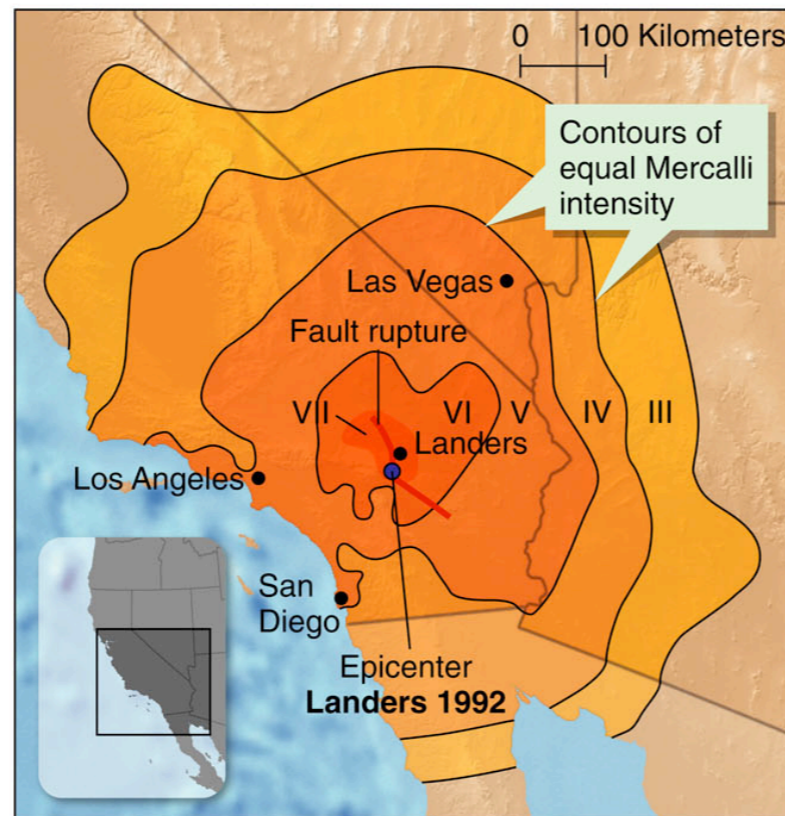 0 100 Kilometers
Contours of
equal Mercalli
intensity
Las Vegas
Fault rupture
VII VI V IV III
Landers
Los Angeles
San
Diego
Epicenter
Landers 1992